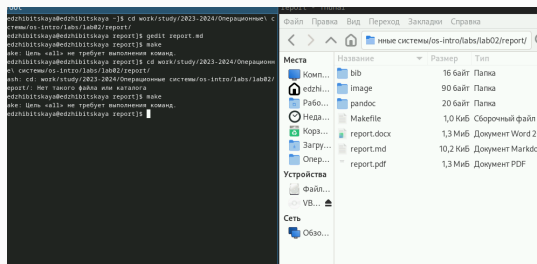 edzhibitskaya ~]$ cd work/study/2023-2024/Операционные\ с
стемы/os-intro/labs/lab02/report/
edzhibitskaya@edzhibitskaya report]$ gedit report.md
edzhibitskaya@edzhibitskaya report]$ make
ake: Цель «all» не требует выполнения команд.
edzhibitskaya@edzhibitskaya report]$ cd work/study/2023-2024/Операционн
е\ системы/os-intro/labs/lab02/report/
ash: cd: work/study/2023-2024/Операционные системы/os-intro/labs/lab02/
eport/: Нет такого файла или каталога
edzhibitskaya@edzhibitskaya report]$ make
ake: Цель «all» не требует выполнения команд.
edzhibitskaya@edzhibitskaya report]$
Файл Правка Вид Переход Закладки Справка
нные системы/os-intro/labs/lab02/report/
Места
Комп...
edzhi...
Рабо...
Неда...
Корз...
Загру...
Опер...
Устройства
Файл...
VB...
Сеть
Обзо...
Название Размер Тип
bib 16 байт Папка
image 90 байт Папка
pandoc 20 байт Папка
Makefile 1,0 КиБ Сборочный файл
report.docx 1,3 МиБ Документ Word 2
report.md 10,2 КиБ Документ Markdo
report.pdf 1,3 МиБ Документ PDF